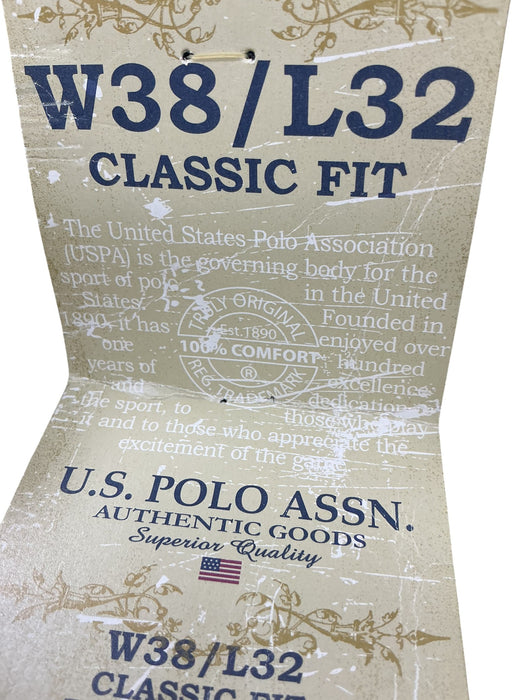 W38/L32
CLASSIC FIT
The United States Polo Association
(USPA) is the governing body for the
sport of polo in the United
States. Founded in
1890, it has enjoyed over
one hundred
years of excellence
and dedication
the sport, to those who play
it and to those who appreciate the
excitement of the game
TRULY ORIGINAL
Est.1890
100% COMFORT
®
REG. TRADEMARK
U.S. POLO ASSN.
AUTHENTIC GOODS
Superior Quality
W38/L32
CLASSIC FIT